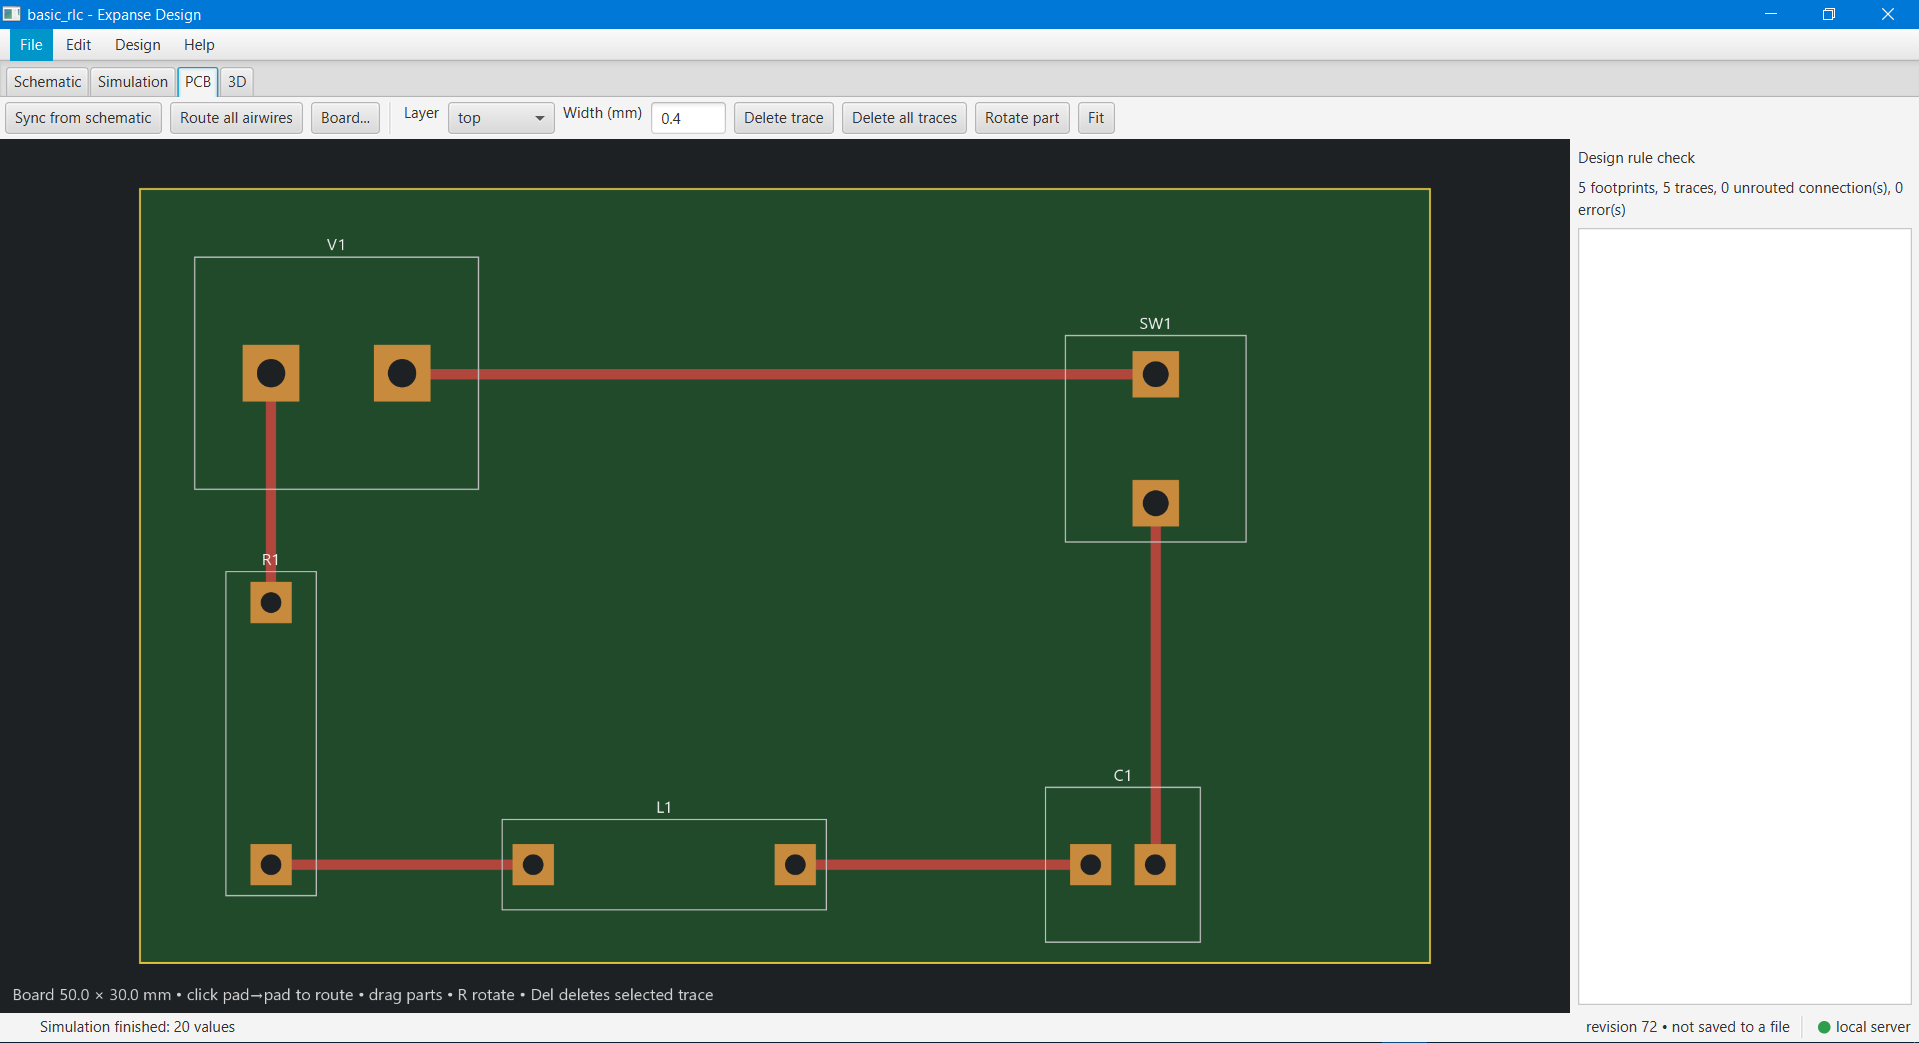 basic_rlc - Expanse Design
File Edit Design Help
Schematic Simulation PCB 3D
Sync from schematic Route all airwires Board... Layer top Width (mm) 0.4 Delete trace Delete all traces Rotate part Fit
Design rule check
5 footprints, 5 traces, 0 unrouted connection(s), 0
error(s)
V1
SW1
R1
C1
L1
Board 50.0 × 30.0 mm • click pad→pad to route • drag parts • R rotate • Del deletes selected trace
Simulation finished: 20 values
revision 72 • not saved to a file
local server